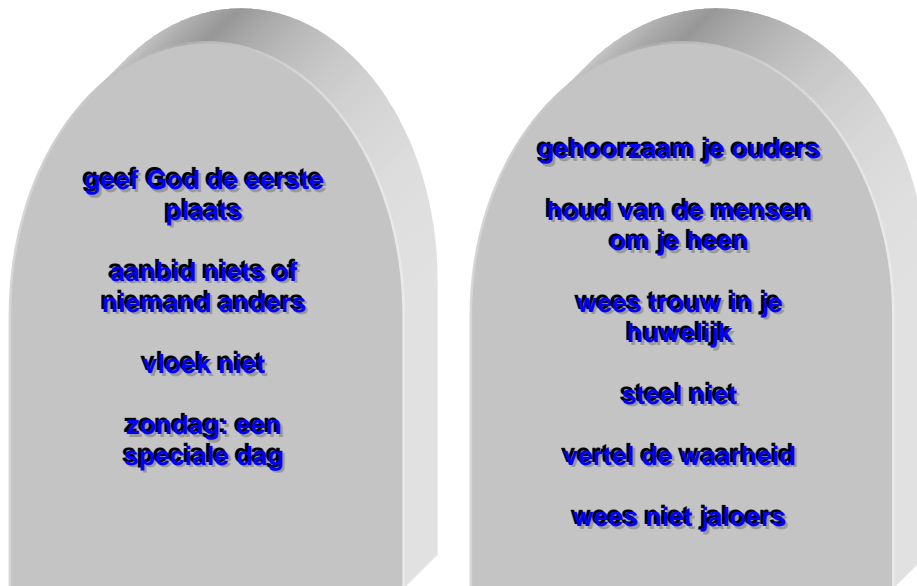 geef God de eerste
plaats
aanbid niets of
niemand anders
vloek niet
zondag: een
speciale dag
gehoorzaam je ouders
houd van de mensen
om je heen
wees trouw in je
huwelijk
steel niet
vertel de waarheid
wees niet jaloers